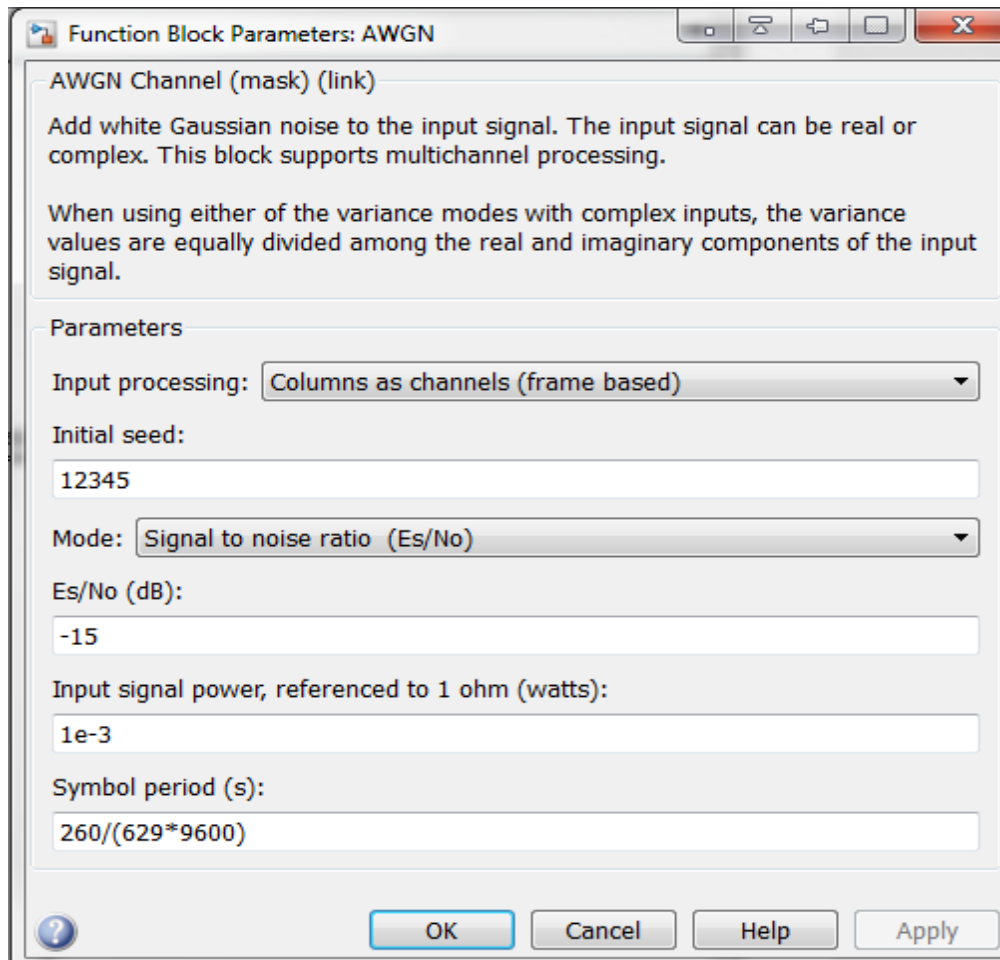 Function Block Parameters: AWGN
AWGN Channel (mask) (link)
Add white Gaussian noise to the input signal. The input signal can be real or
complex. This block supports multichannel processing.
When using either of the variance modes with complex inputs, the variance
values are equally divided among the real and imaginary components of the input
signal.
Parameters
Input processing: Columns as channels (frame based)
Initial seed:
12345
Mode: Signal to noise ratio  (Es/No)
Es/No (dB):
-15
Input signal power, referenced to 1 ohm (watts):
1e-3
Symbol period (s):
260/(629*9600)
OK Cancel Help Apply